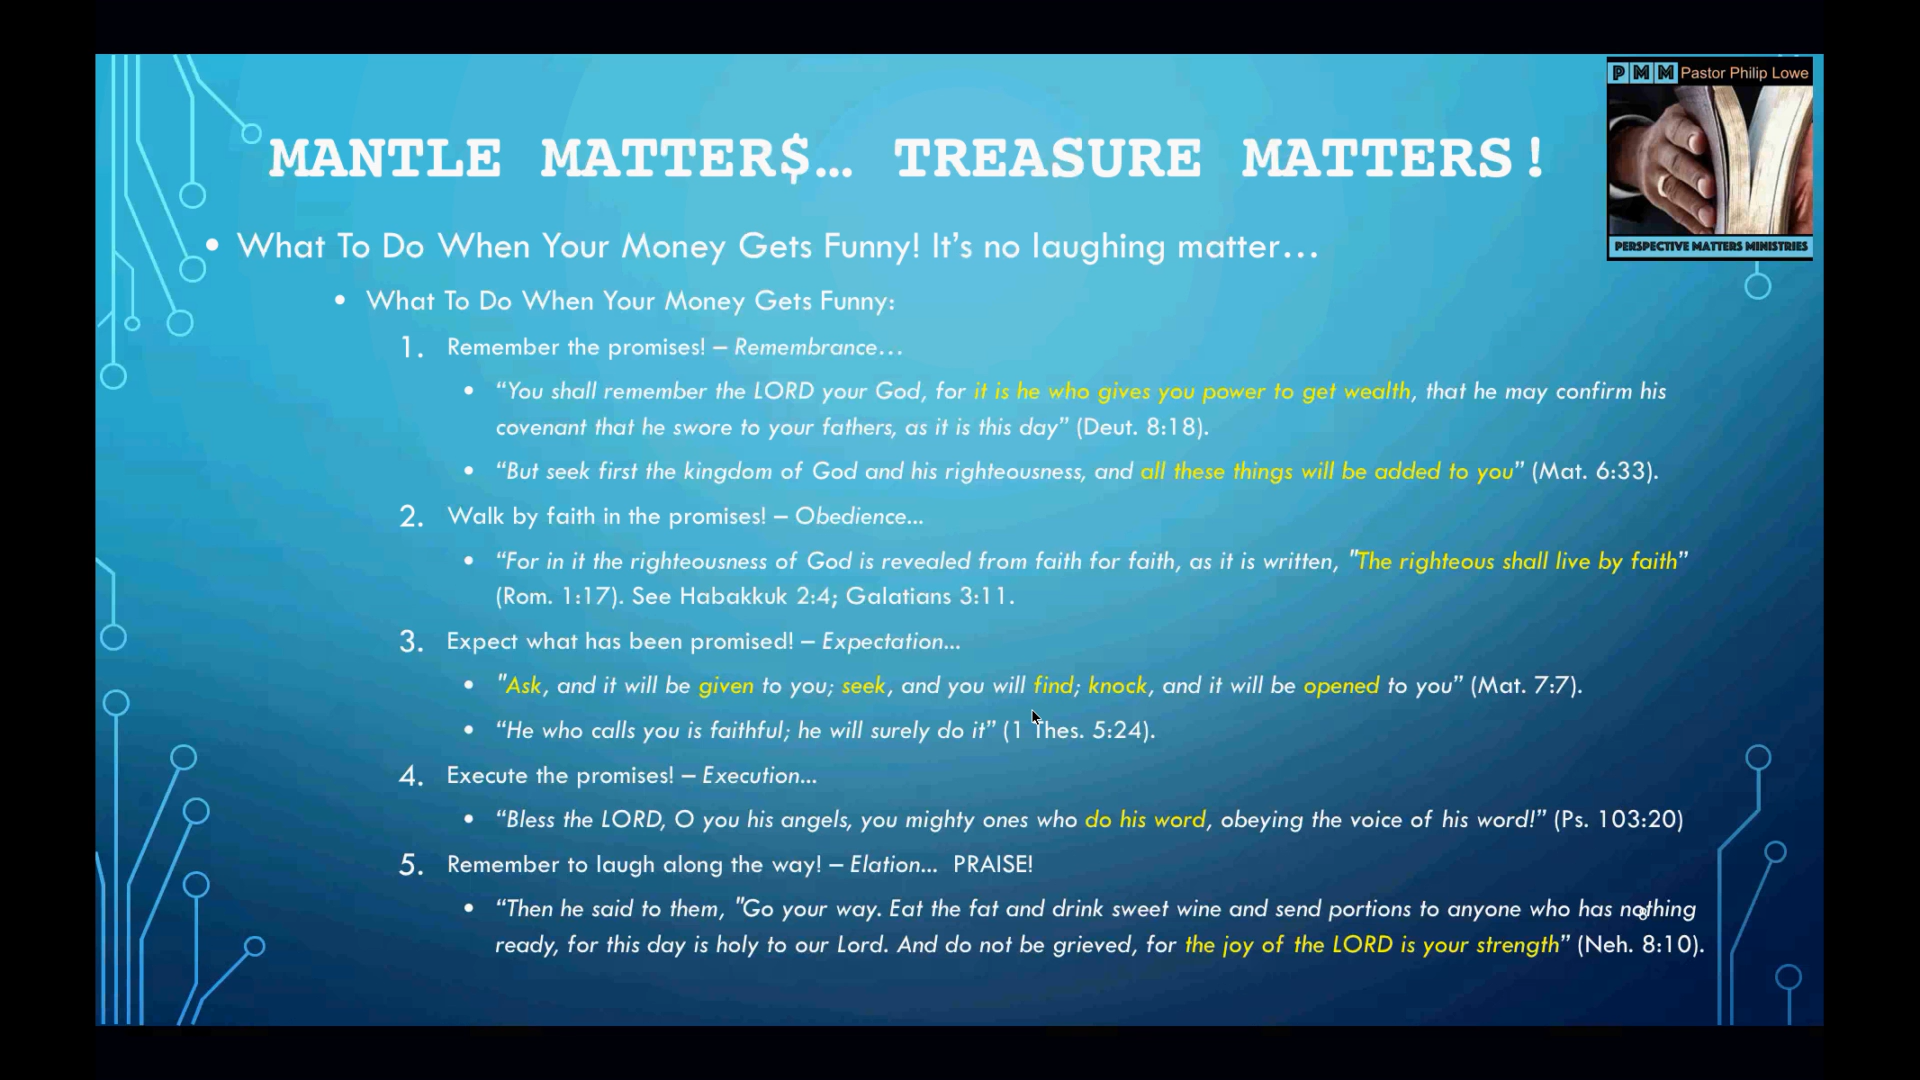 P M M Pastor Philip Lowe
PERSPECTIVE MATTERS MINISTRIES
MANTLE MATTER$… TREASURE MATTERS!
• What To Do When Your Money Gets Funny! It’s no laughing matter…
• What To Do When Your Money Gets Funny:
1. Remember the promises! – Remembrance…
• “You shall remember the LORD your God, for it is he who gives you power to get wealth, that he may confirm his
covenant that he swore to your fathers, as it is this day” (Deut. 8:18).
• “But seek first the kingdom of God and his righteousness, and all these things will be added to you” (Mat. 6:33).
2. Walk by faith in the promises! – Obedience…
• “For in it the righteousness of God is revealed from faith for faith, as it is written, "The righteous shall live by faith”
(Rom. 1:17). See Habakkuk 2:4; Galatians 3:11.
3. Expect what has been promised! – Expectation…
• "Ask, and it will be given to you; seek, and you will find; knock, and it will be opened to you” (Mat. 7:7).
• “He who calls you is faithful; he will surely do it” (1 Thes. 5:24).
4. Execute the promises! – Execution…
• “Bless the LORD, O you his angels, you mighty ones who do his word, obeying the voice of his word!” (Ps. 103:20)
5. Remember to laugh along the way! – Elation… PRAISE!
• “Then he said to them, "Go your way. Eat the fat and drink sweet wine and send portions to anyone who has nothing
ready, for this day is holy to our Lord. And do not be grieved, for the joy of the LORD is your strength” (Neh. 8:10).